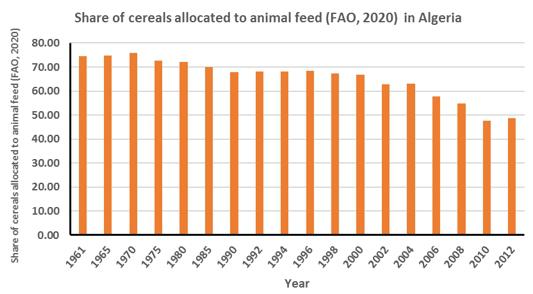 Share of cereals allocated to animal feed (FAO, 2020)  in Algeria
Share of cereals allocated to animal feed (FAO, 2020)
80.00
70.00
60.00
50.00
40.00
30.00
20.00
10.00
0.00
1961 1965 1970 1975 1980 1985 1990 1992 1994 1996 1998 2000 2002 2004 2006 2008 2010 2012
Year